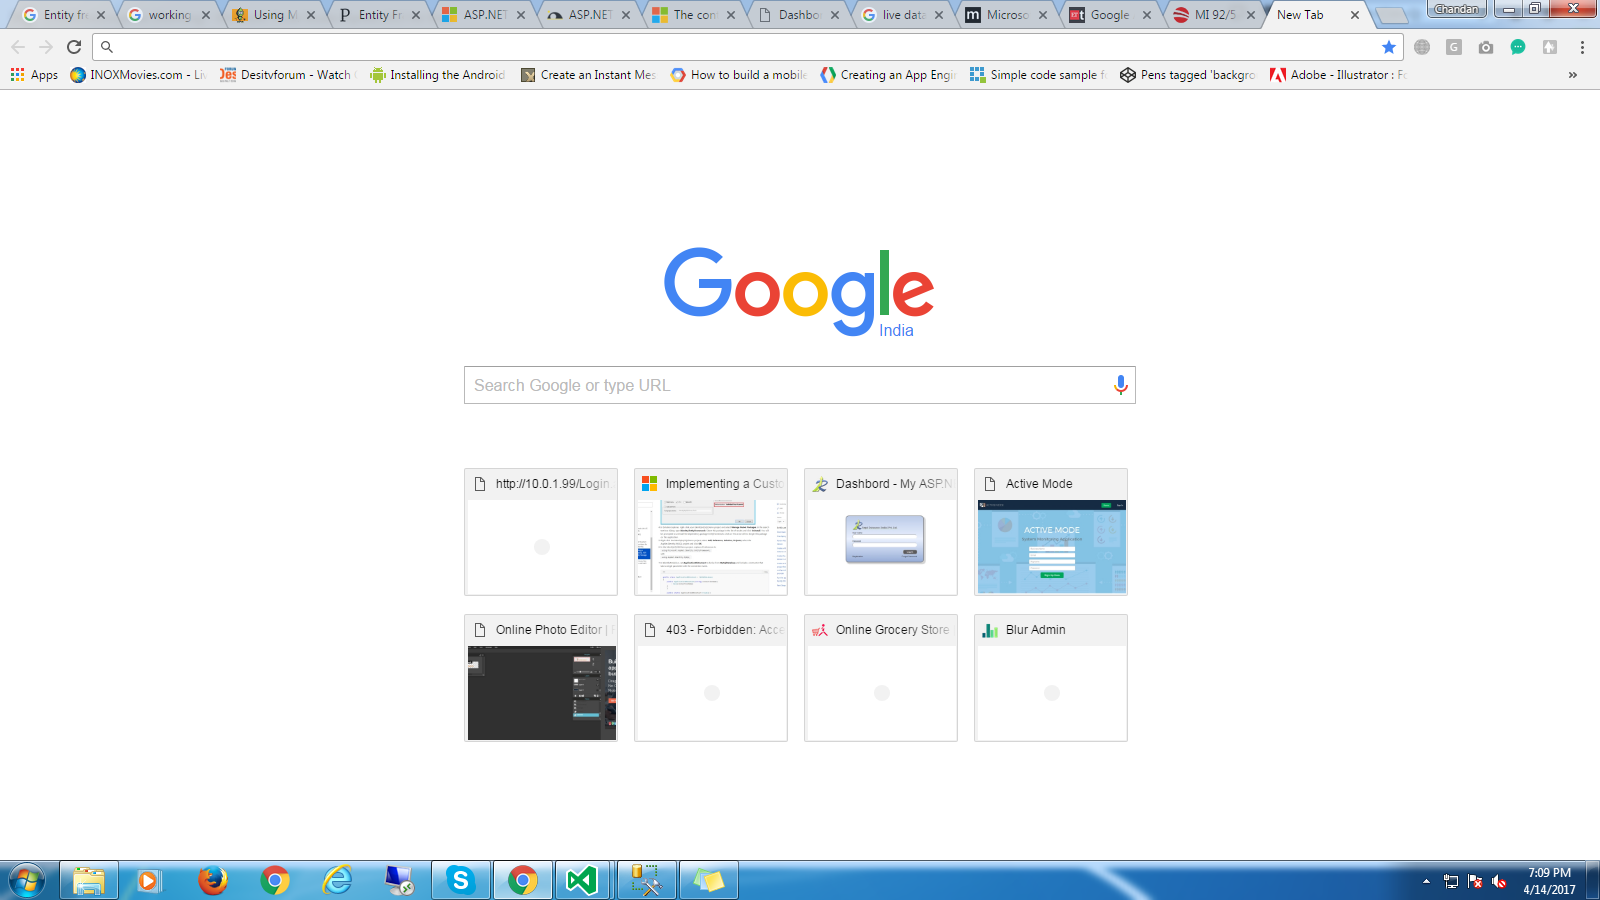 Entity fr
working
Using M
Entity Fr
ASP.NET
ASP.NET
The con
Dashbo
live data
Microso
Google
MI 92/5
New Tab
Chandan
Apps
INOXMovies.com - Li
Desitvforum - Watch
Installing the Android
Create an Instant Mes
How to build a mobile
Creating an App Engi
Simple code sample f
Pens tagged 'backgro
Adobe - Illustrator : Fo
»
Google
India
Search Google or type URL
http://10.0.1.99/Login.
Implementing a Custo
Dashbord - My ASP.N
Active Mode
ACTIVE MODE
Online Photo Editor |
403 - Forbidden: Acce
Online Grocery Store
Blur Admin
7:09 PM
4/14/2017